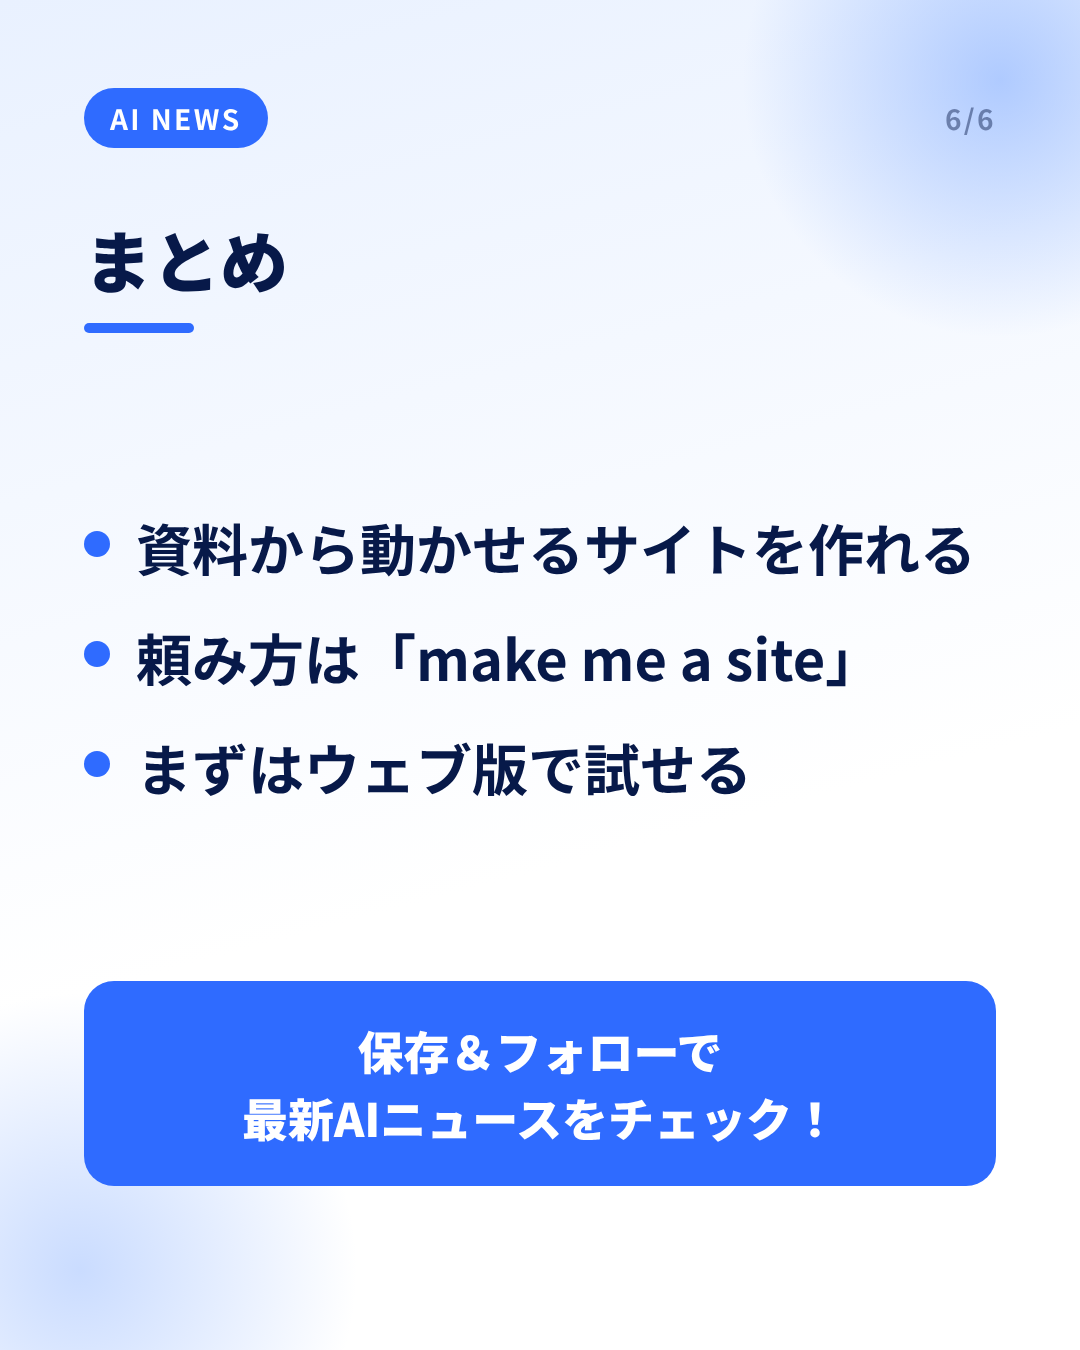 AI NEWS
6/6
まとめ
資料から動かせるサイトを作れる
頼み方は「make me a site」
まずはウェブ版で試せる
保存＆フォローで
最新AIニュースをチェック！